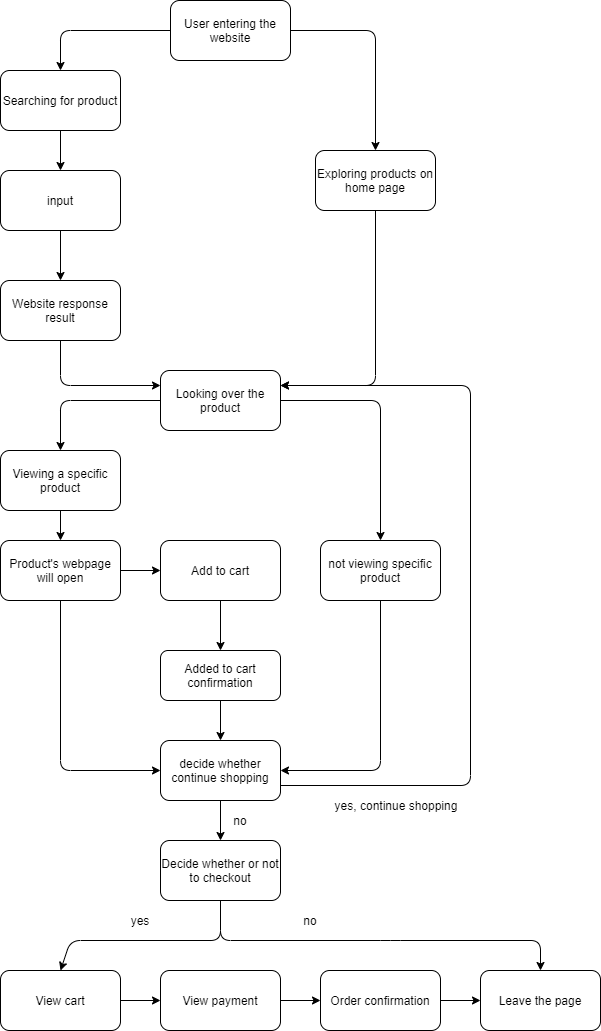 User entering the
website
Searching for product
Exploring products on
home page
input
Website response
result
Looking over the
product
Viewing a specific
product
Product's webpage
will open
Add to cart
not viewing specific
product
Added to cart
confirmation
decide whether
continue shopping
yes, continue shopping
no
Decide whether or not
to checkout
yes
no
View cart
View payment
Order confirmation
Leave the page